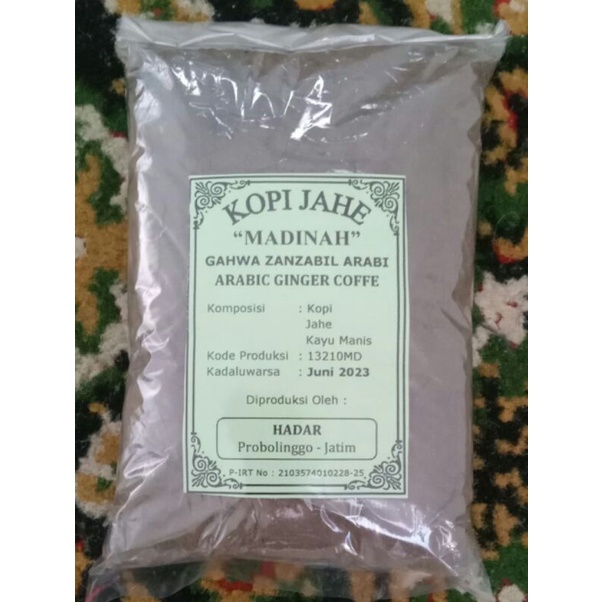 KOPI JAHE
“MADINAH”
GAHWA ZANZABIL ARABI
ARABIC GINGER COFFE
Komposisi : Kopi
Jahe
Kayu Manis
Kode Produksi : 13210MD
Kadaluwarsa : Juni 2023
Diproduksi Oleh :
HADAR
Probolinggo - Jatim
P-IRT No : 2103574010228-25